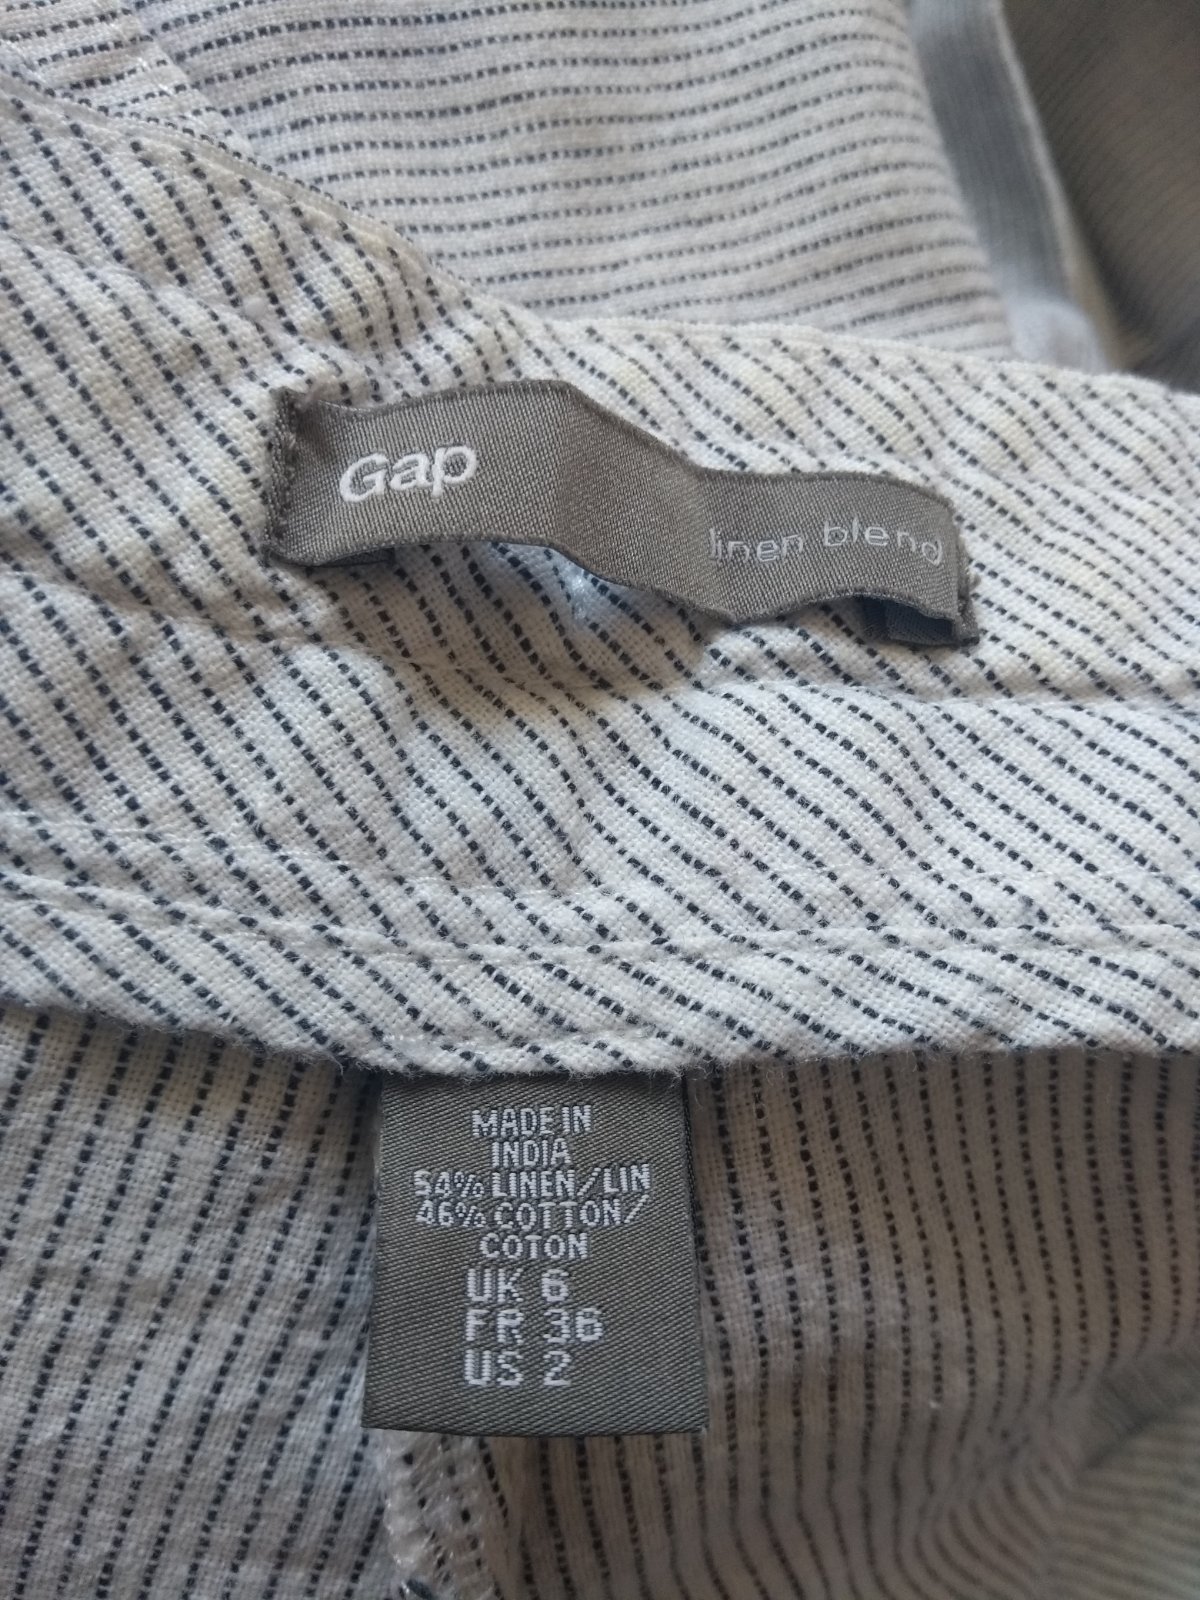 Gap
linen blend
MADE IN
INDIA
54% LINEN/LIN
46% COTTON/
COTON
UK 6
FR 36
US 2